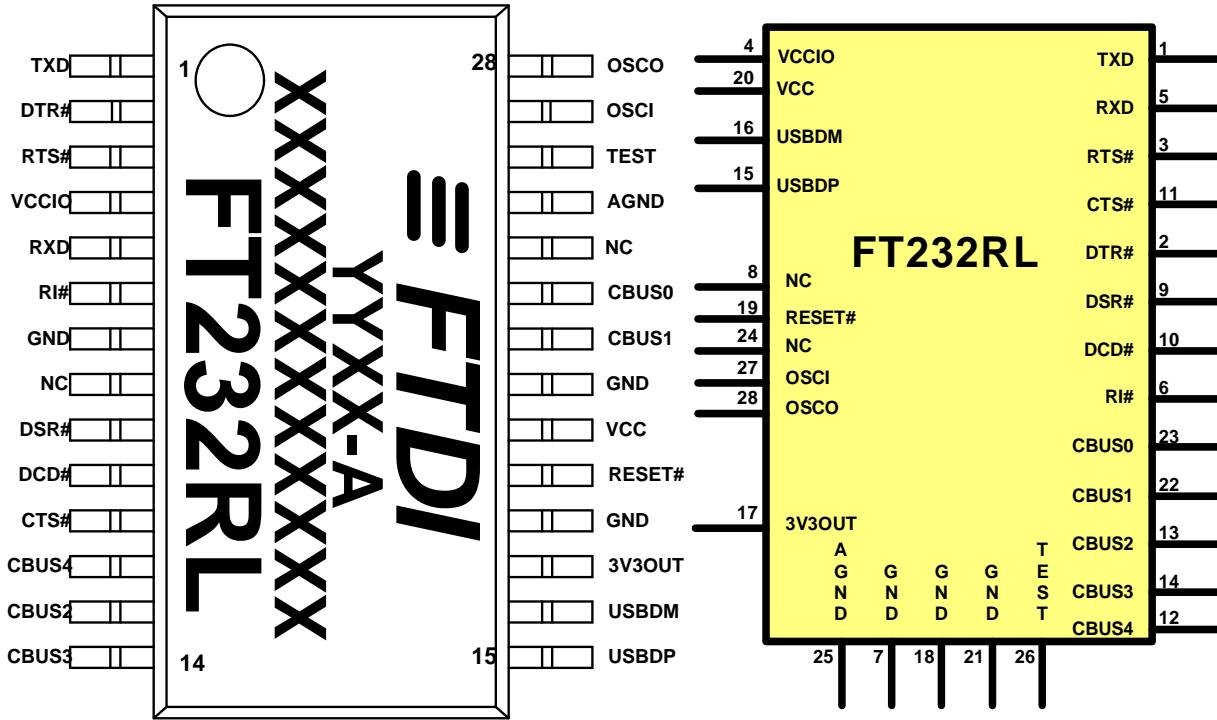 TXD
DTR#
RTS#
VCCIO
RXD
RI#
GND
NC
DSR#
DCD#
CTS#
CBUS4
CBUS2
CBUS3
1
28
14
15
FTDI
YYXX-A
XXXXXXXXXXXX
FT232RL
OSCO
OSCI
TEST
AGND
NC
CBUS0
CBUS1
GND
VCC
RESET#
GND
3V3OUT
USBDM
USBDP
4 VCCIO
20 VCC
16 USBDM
15 USBDP
8 NC
19 RESET#
24 NC
27 OSCI
28 OSCO
17 3V3OUT
FT232RL
TXD 1
RXD 5
RTS# 3
CTS# 11
DTR# 2
DSR# 9
DCD# 10
RI# 6
CBUS0 23
CBUS1 22
CBUS2 13
CBUS3 14
CBUS4 12
AGND
GND
GND
GND
TEST
25
7
18
21
26